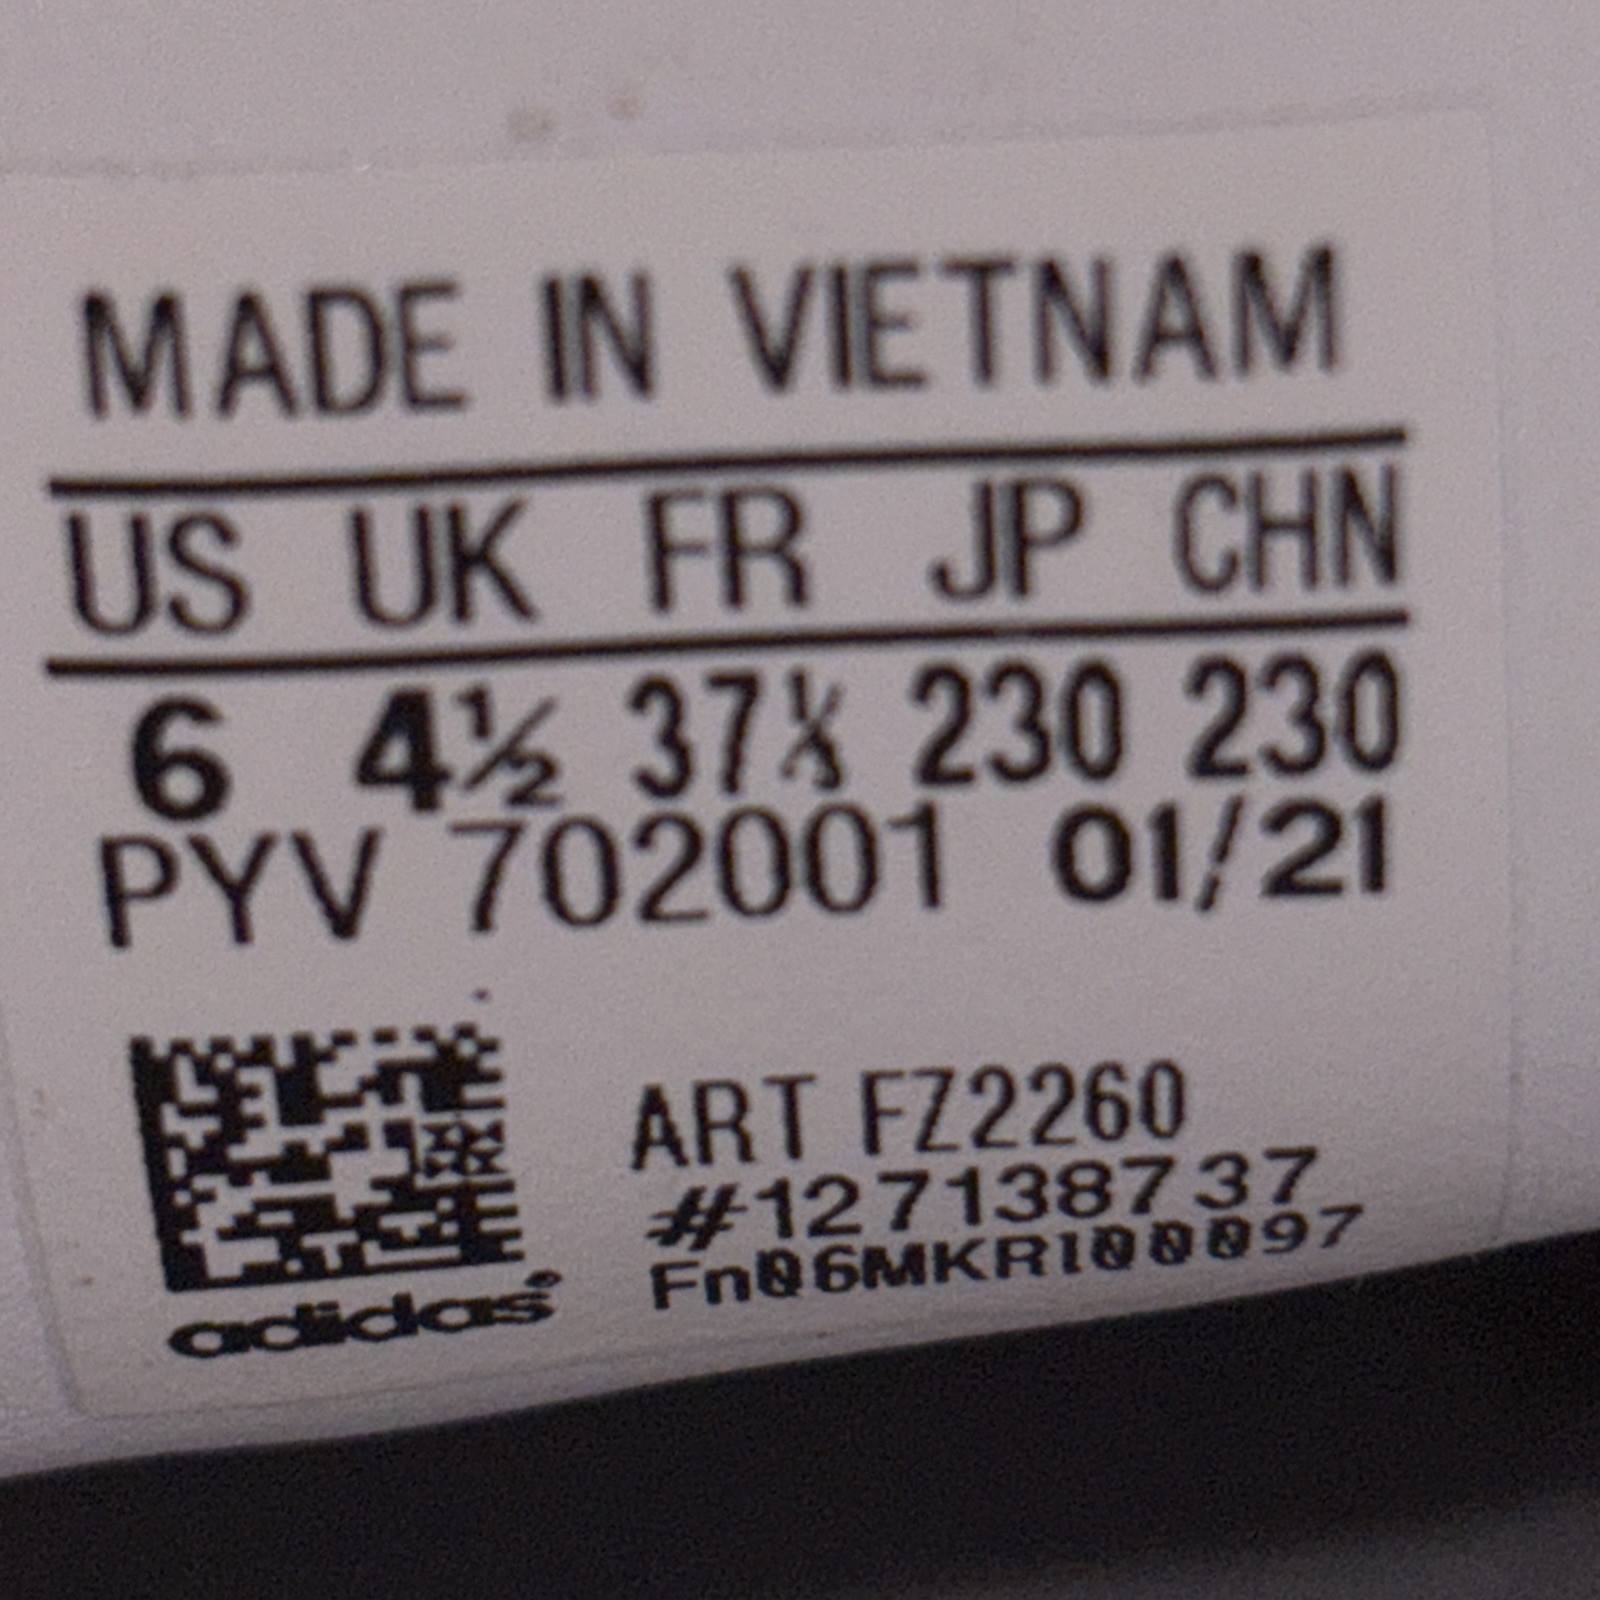 MADE IN VIETNAM
US UK FR JP CHN
6 4½ 37⅓ 230 230
PYV 702001 01/21
ART FZ2260
#127138737
Fn06MKR1000097
adidas®